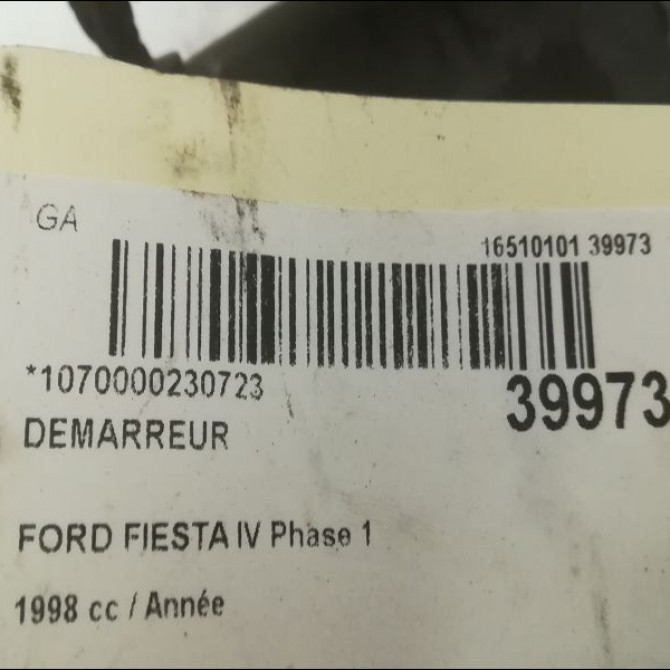 GA
16510101 39973
*1070000230723
39973
DEMARREUR
FORD FIESTA IV Phase 1
1998 cc / Année